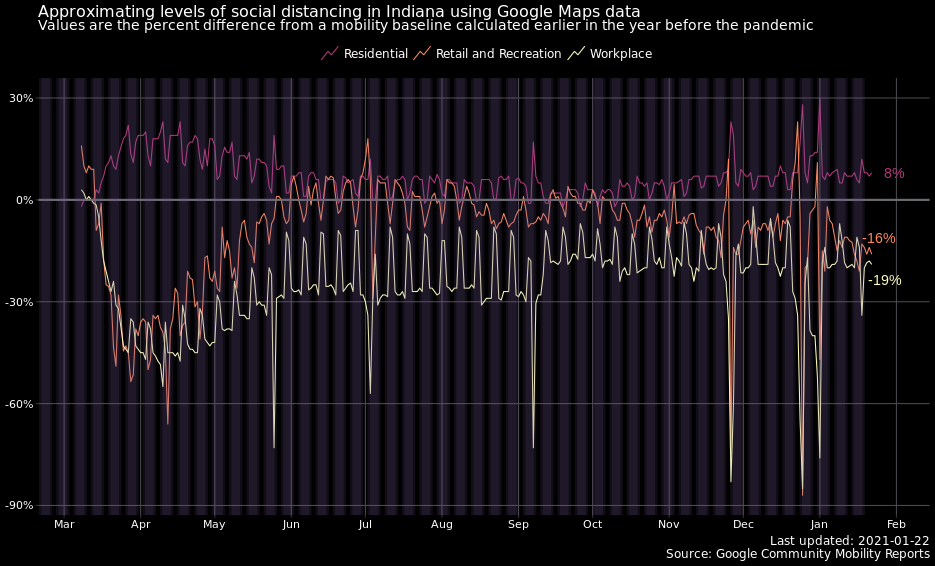 Approximating levels of social distancing in Indiana using Google Maps data
Values are the percent difference from a mobility baseline calculated earlier in the year before the pandemic
Residential Retail and Recreation Workplace
30%
0%
-30%
-60%
-90%
8%
-16%
-19%
Mar Apr May Jun Jul Aug Sep Oct Nov Dec Jan Feb
Last updated: 2021-01-22
Source: Google Community Mobility Reports